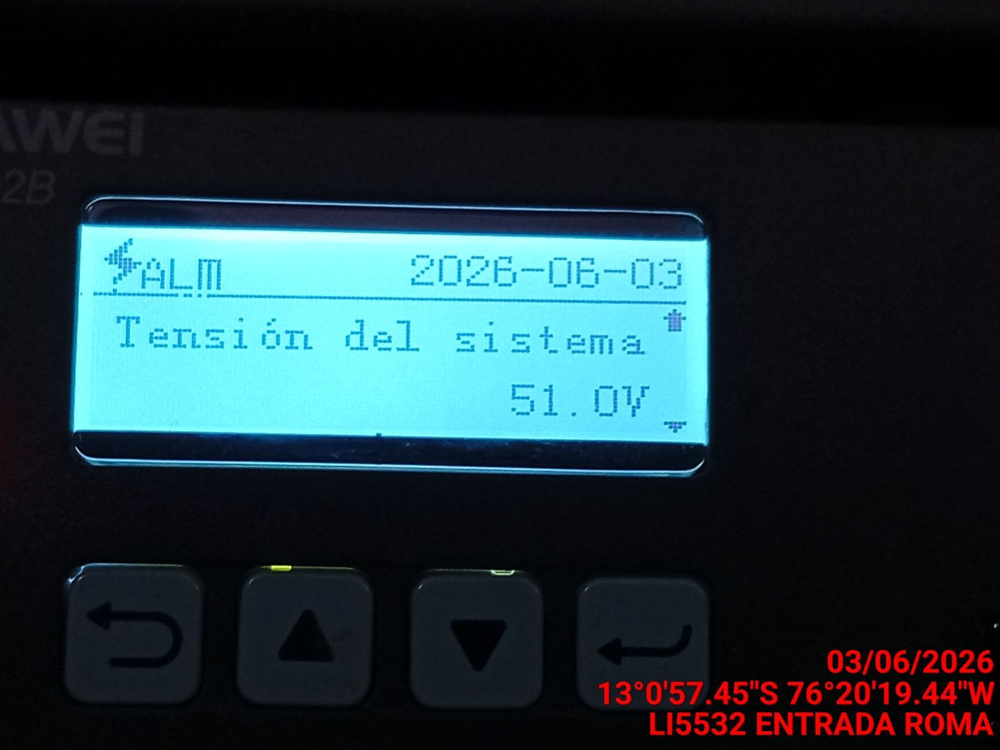 AWEI
02B
ALM 2026-06-03
Tensión del sistema
51.0V
03/06/2026
13°0'57.45"S 76°20'19.44"W
LI5532 ENTRADA ROMA